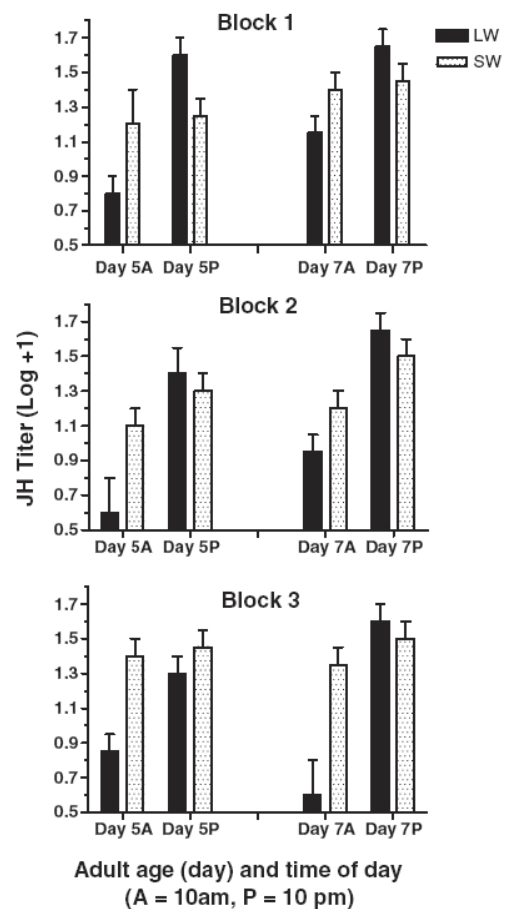 Block 1
LW
SW
1.7
1.5
1.3
1.1
0.9
0.7
0.5
Day 5A Day 5P Day 7A Day 7P
Block 2
1.7
1.5
1.3
1.1
0.9
0.7
0.5
Day 5A Day 5P Day 7A Day 7P
JH Titer (Log +1)
Block 3
1.7
1.5
1.3
1.1
0.9
0.7
0.5
Day 5A Day 5P Day 7A Day 7P
Adult age (day) and time of day
(A = 10am, P = 10 pm)